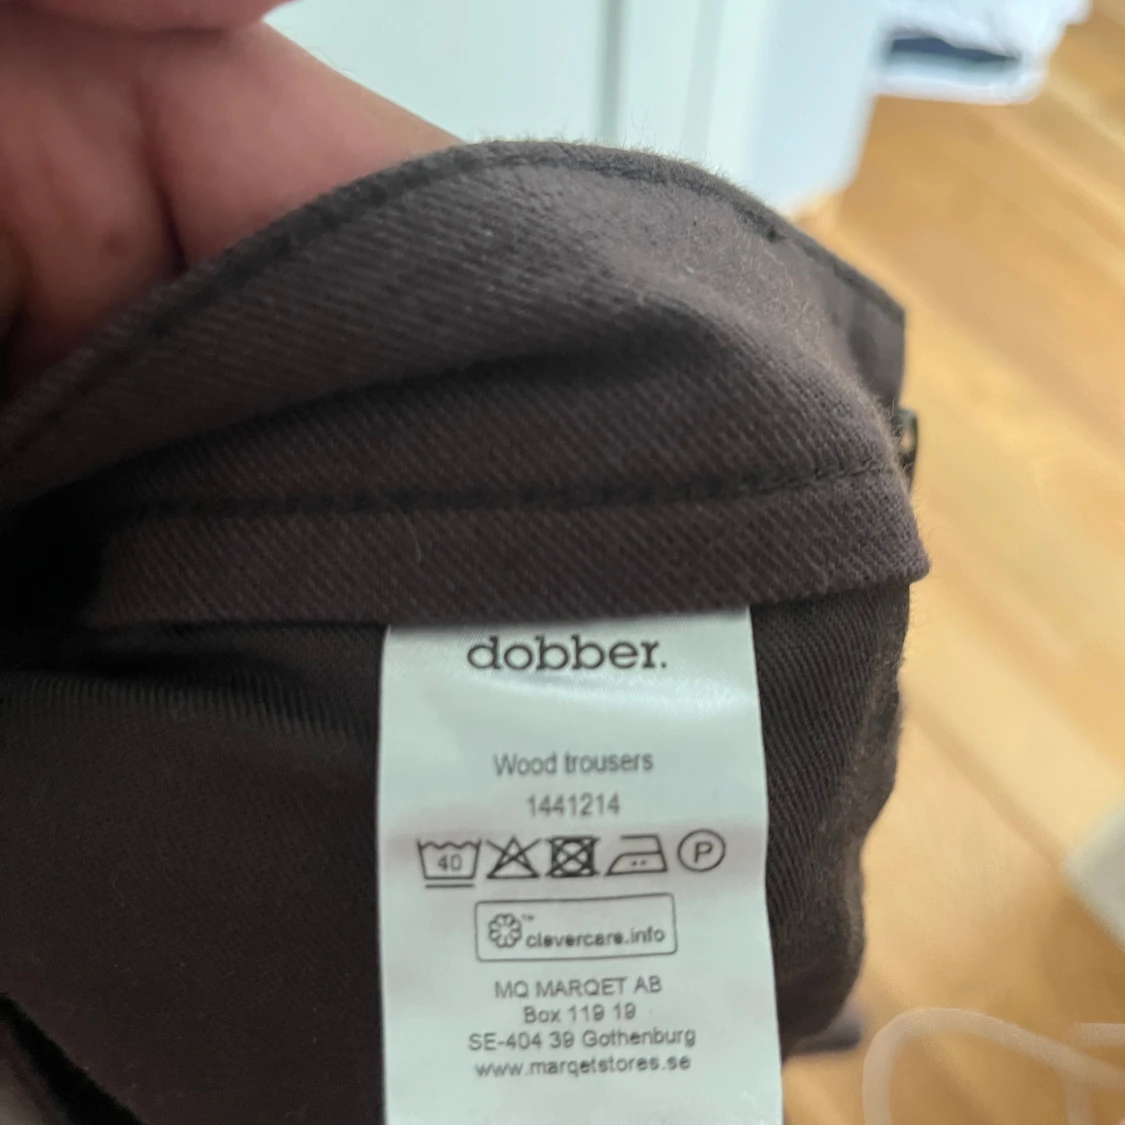 dobber.
Wood trousers
1441214
40 P
™
clevercare.info
MQ MARQET AB
Box 119 19
SE-404 39 Gothenburg
www.marqetstores.se